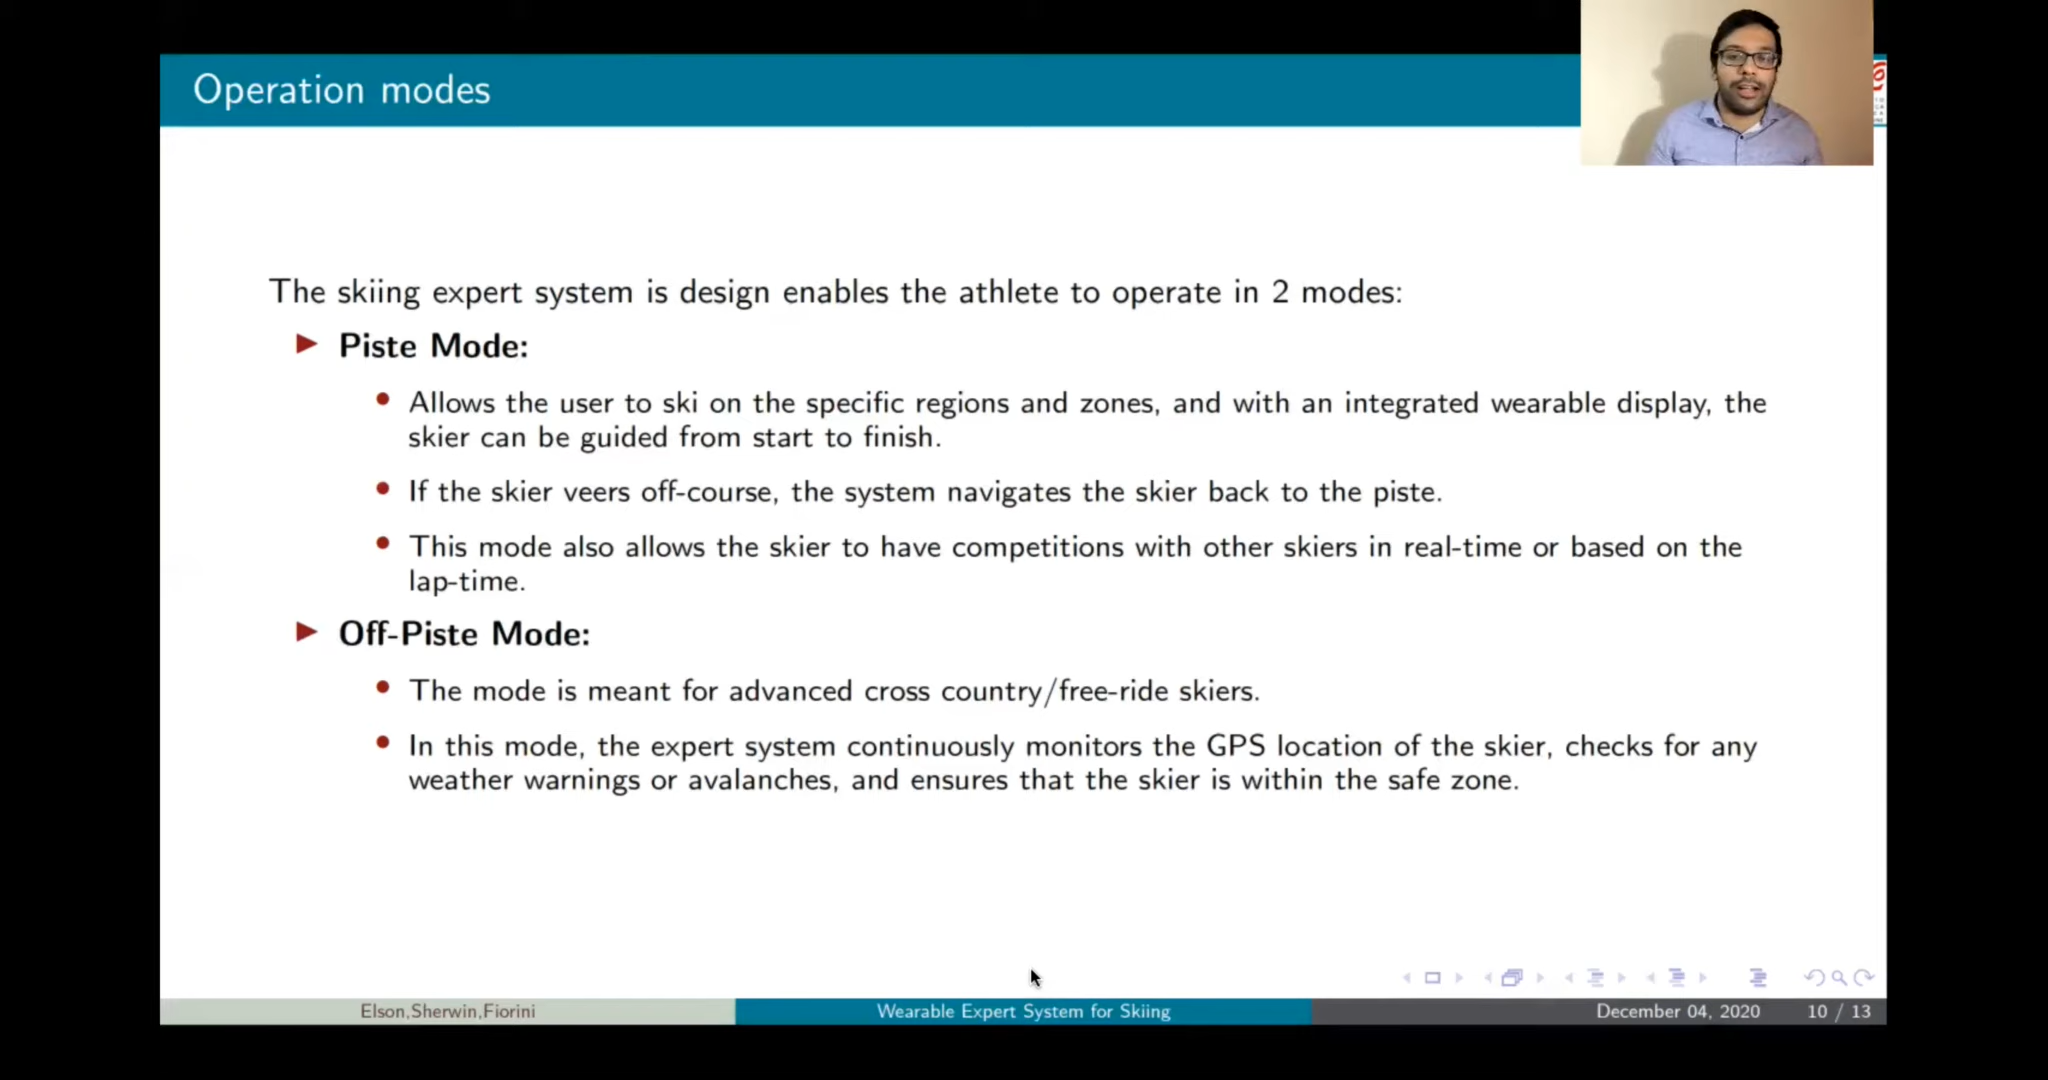 Operation modes
The skiing expert system is design enables the athlete to operate in 2 modes:
Piste Mode:
Allows the user to ski on the specific regions and zones, and with an integrated wearable display, the
skier can be guided from start to finish.
If the skier veers off-course, the system navigates the skier back to the piste.
This mode also allows the skier to have competitions with other skiers in real-time or based on the
lap-time.
Off-Piste Mode:
The mode is meant for advanced cross country/free-ride skiers.
In this mode, the expert system continuously monitors the GPS location of the skier, checks for any
weather warnings or avalanches, and ensures that the skier is within the safe zone.
Elson,Sherwin,Fiorini
Wearable Expert System for Skiing
December 04, 2020
10 / 13